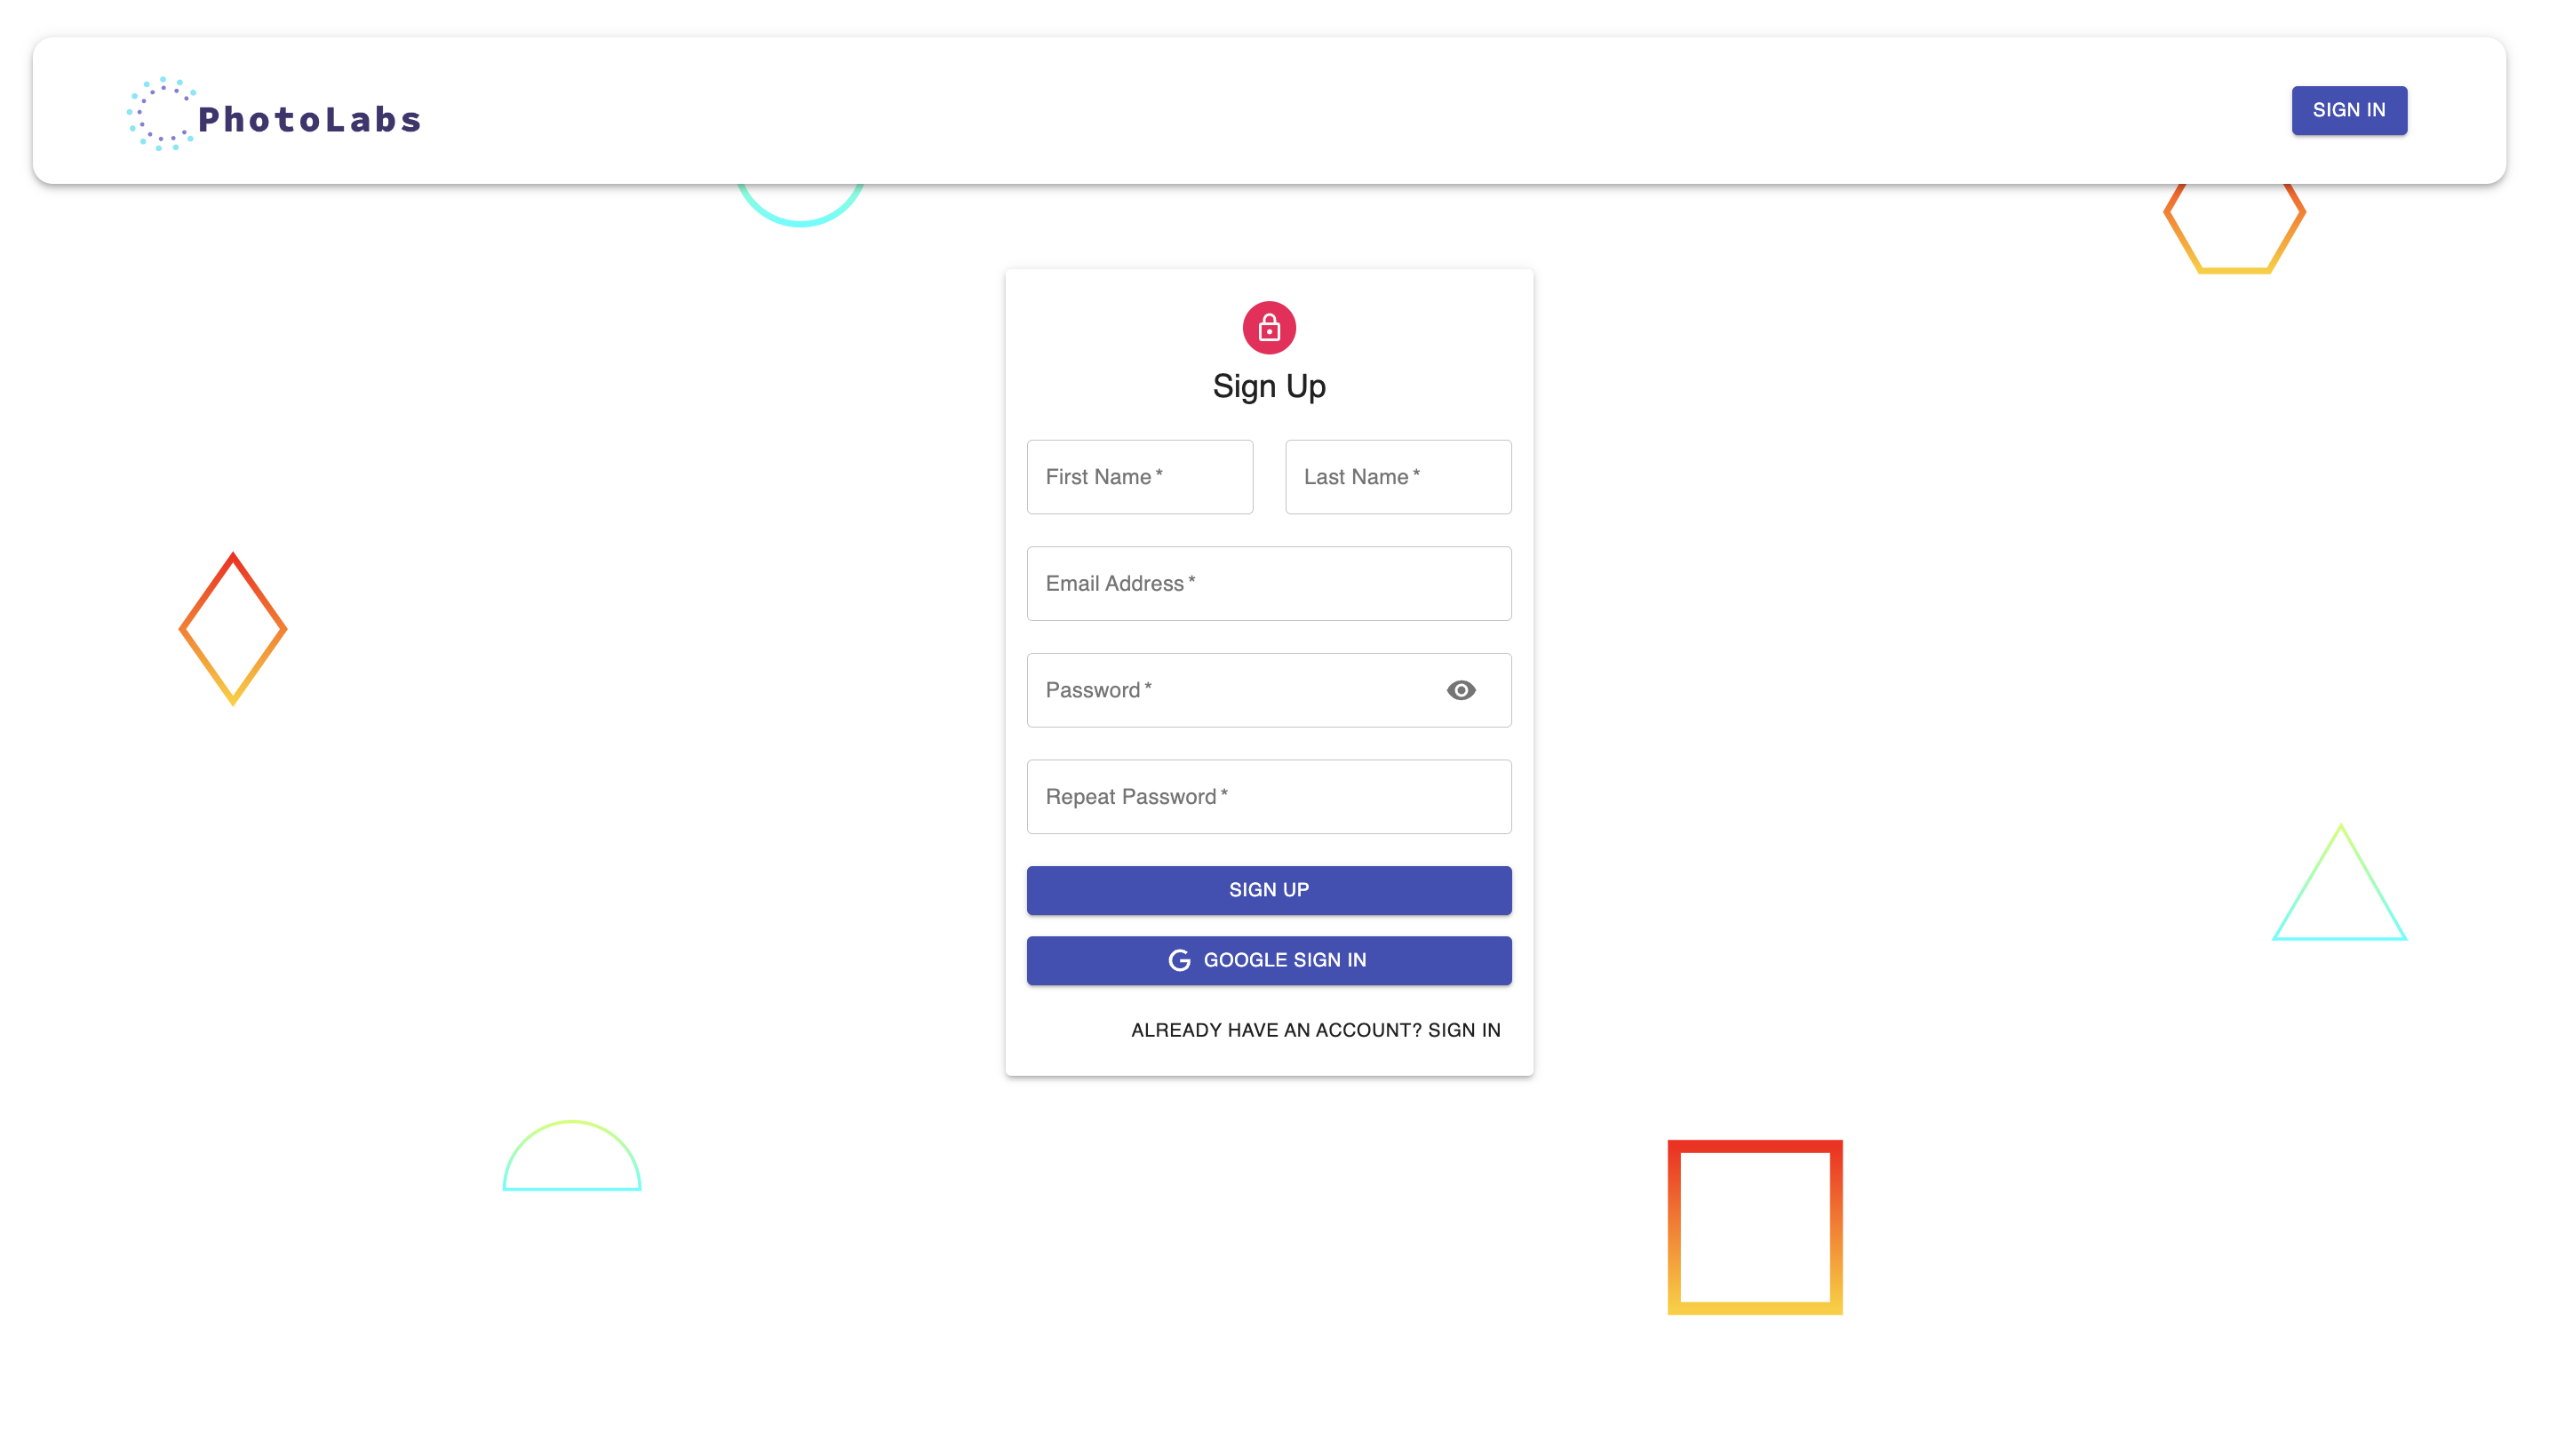 PhotoLabs
SIGN IN
Sign Up
First Name *
Last Name *
Email Address *
Password *
Repeat Password *
SIGN UP
GOOGLE SIGN IN
ALREADY HAVE AN ACCOUNT? SIGN IN